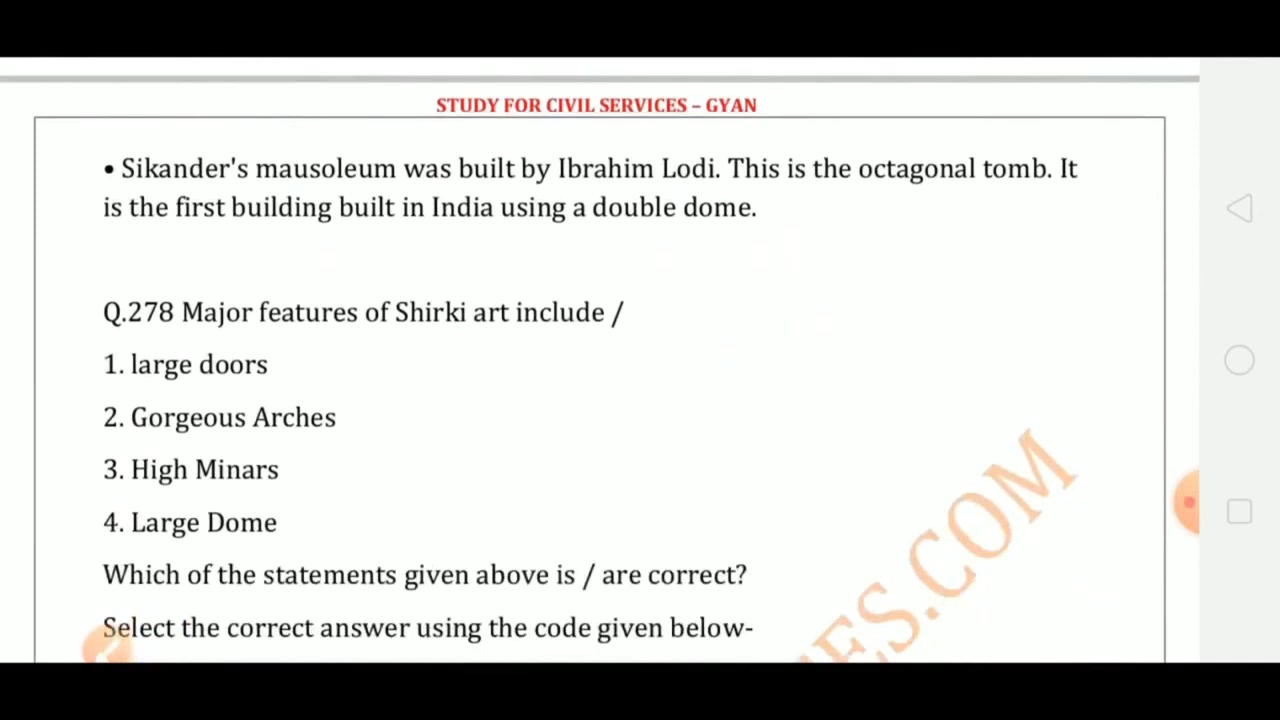 STUDY FOR CIVIL SERVICES – GYAN
• Sikander's mausoleum was built by Ibrahim Lodi. This is the octagonal tomb. It
is the first building built in India using a double dome.
Q.278 Major features of Shirki art include /
1. large doors
2. Gorgeous Arches
3. High Minars
4. Large Dome
Which of the statements given above is / are correct?
Select the correct answer using the code given below-
ES.COM